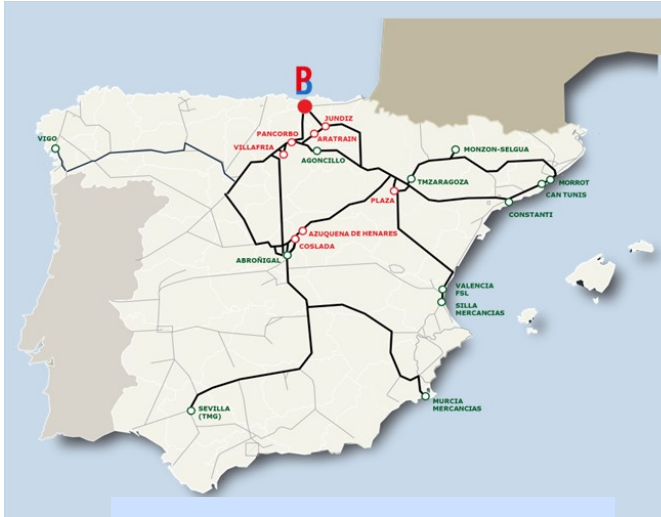 B
JUNDIZ
PANCORBO
ARATRAIN
VIGO
VILLAFRIA
AGONCILLO
MONZON-SELGUA
TMZARAGOZA
MORROT
PLAZA
CAN TUNIS
CONSTANTI
AZUQUENA DE HENARES
COSLADA
ABROÑIGAL
VALENCIA
FSL
SILLA
MERCANCIAS
SEVILLA
(TMG)
MURCIA
MERCANCIAS